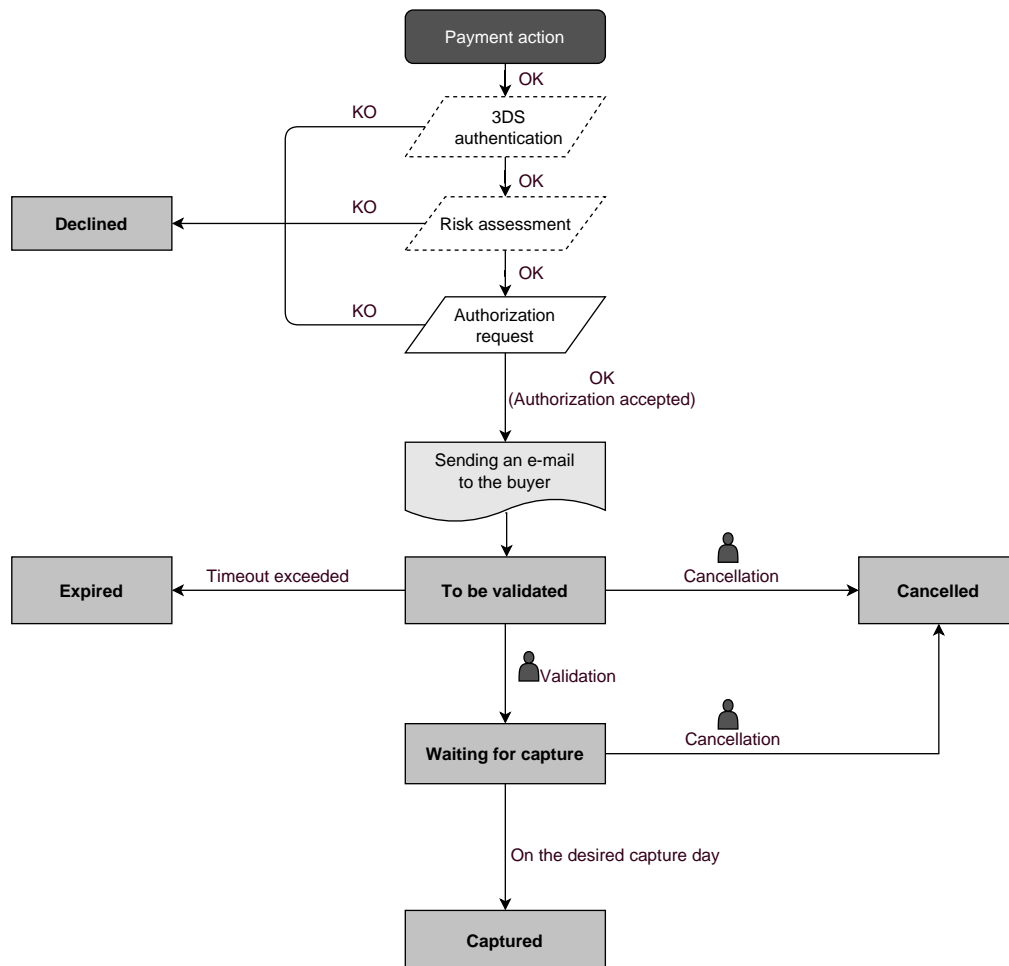 Payment action
OK
KO
3DS
authentication
OK
Declined
KO
Risk assessment
OK
KO
Authorization
request
OK
(Authorization accepted)
Sending an e-mail
to the buyer
Expired
Timeout exceeded
To be validated
Cancellation
Cancelled
Validation
Waiting for capture
Cancellation
On the desired capture day
Captured